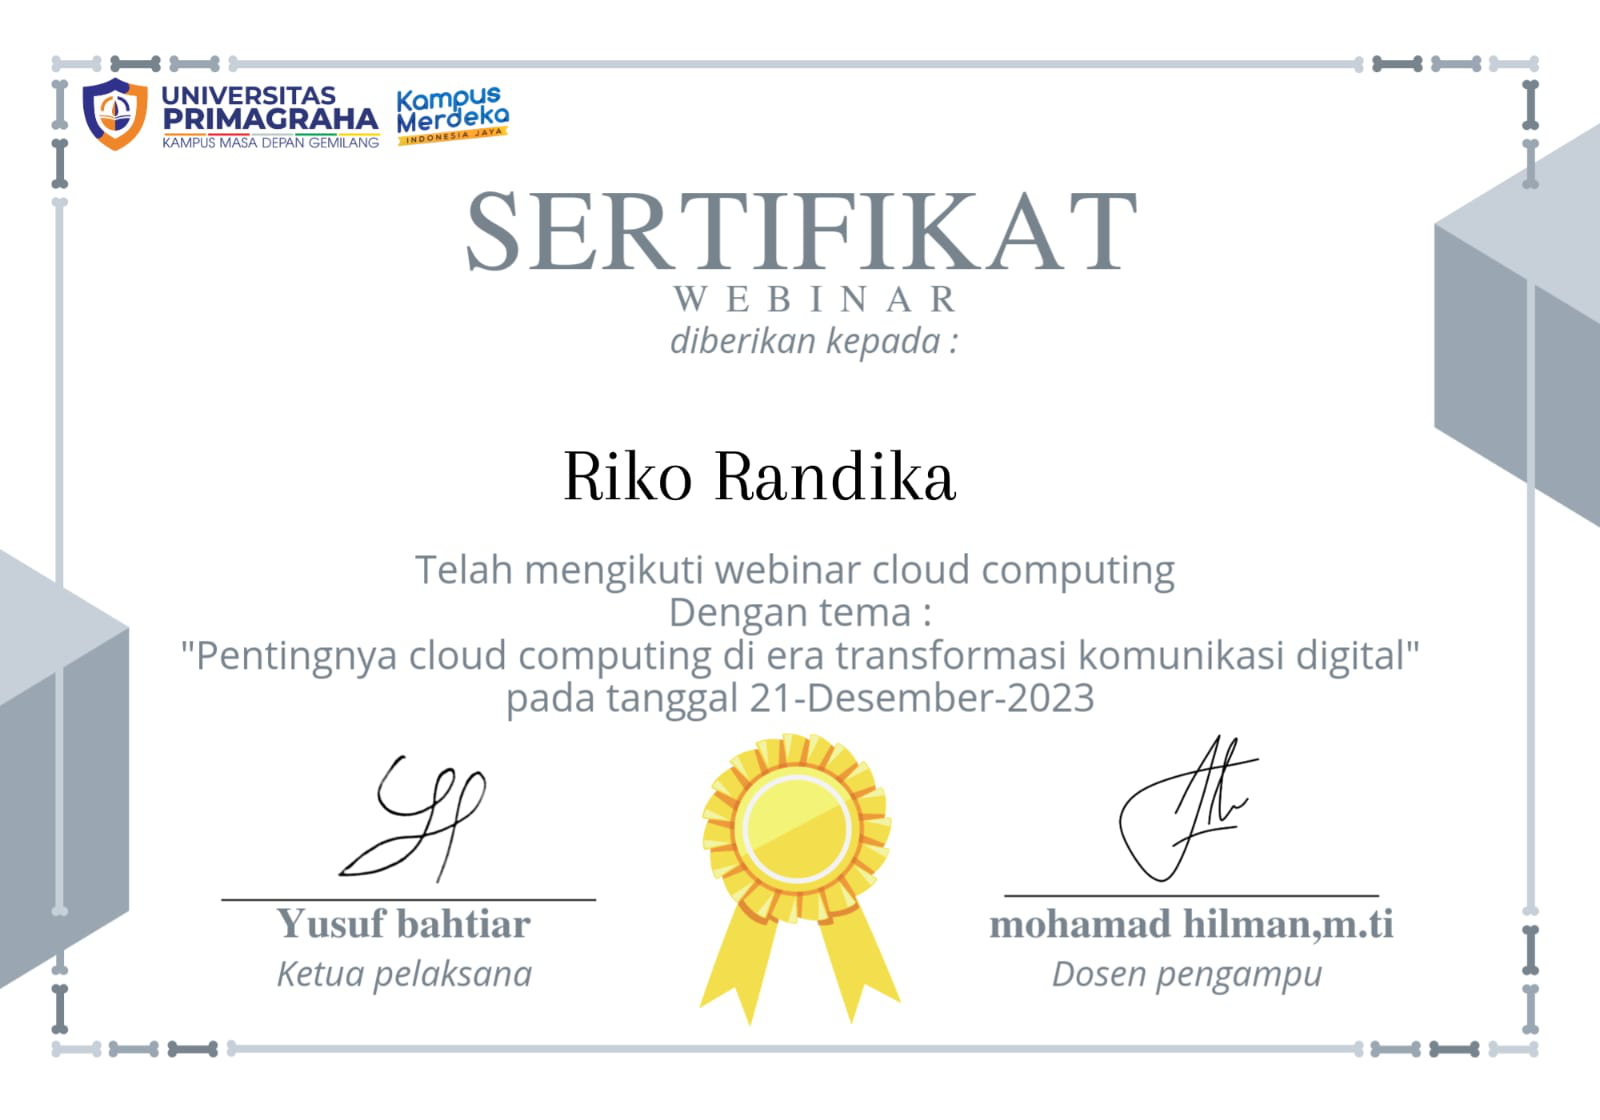 UNIVERSITAS
PRIMAGRAHA
KAMPUS MASA DEPAN GEMILANG
Kampus
Merdeka
INDONESIA JAYA
SERTIFIKAT
WEBINAR
diberikan kepada :
Riko Randika
Telah mengikuti webinar cloud computing
Dengan tema :
"Pentingnya cloud computing di era transformasi komunikasi digital"
pada tanggal 21-Desember-2023
Yusuf bahtiar
Ketua pelaksana
mohamad hilman,m.ti
Dosen pengampu